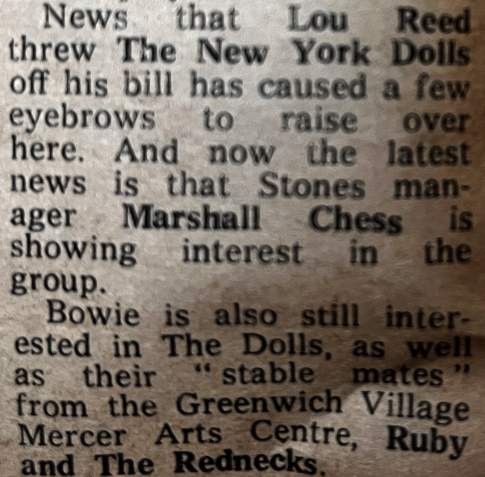 News that Lou Reed
threw The New York Dolls
off his bill has caused a few
eyebrows to raise over
here. And now the latest
news is that Stones man-
ager Marshall Chess is
showing interest in the
group.
Bowie is also still inter-
ested in The Dolls, as well
as their “stable mates”
from the Greenwich Village
Mercer Arts Centre, Ruby
and The Rednecks.